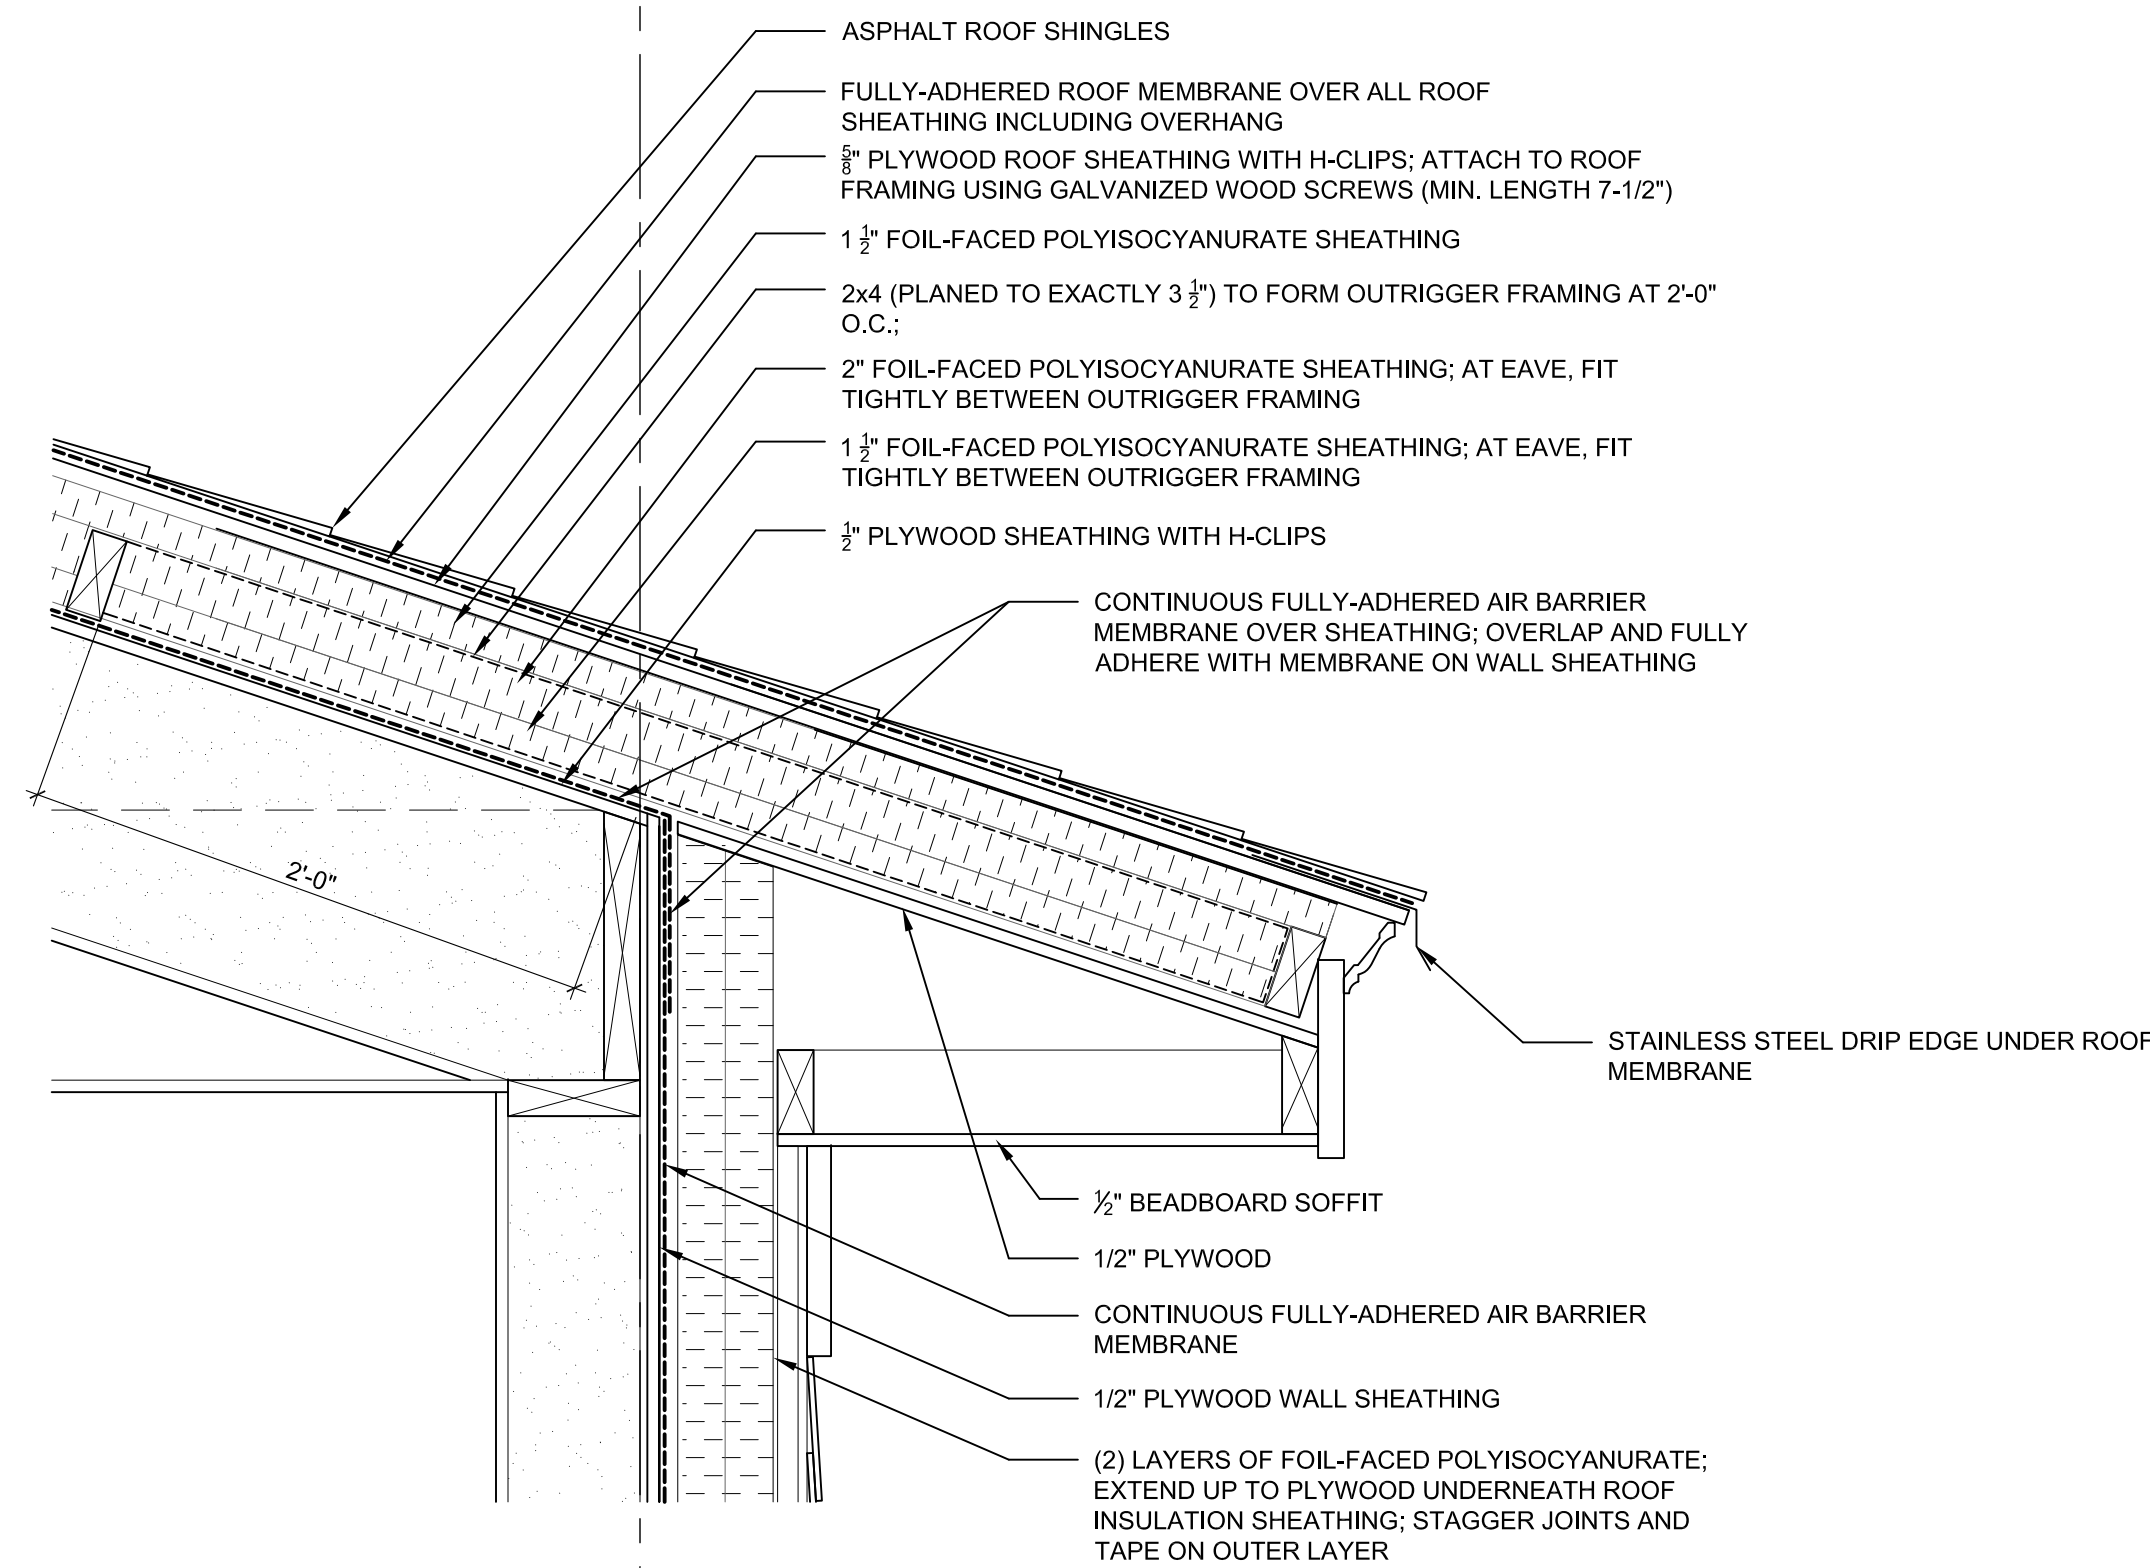 ASPHALT ROOF SHINGLES
FULLY-ADHERED ROOF MEMBRANE OVER ALL ROOF
SHEATHING INCLUDING OVERHANG
5/8" PLYWOOD ROOF SHEATHING WITH H-CLIPS; ATTACH TO ROOF
FRAMING USING GALVANIZED WOOD SCREWS (MIN. LENGTH 7-1/2")
1 1/2" FOIL-FACED POLYISOCYANURATE SHEATHING
2x4 (PLANED TO EXACTLY 3 1/2") TO FORM OUTRIGGER FRAMING AT 2'-0"
O.C.;
2" FOIL-FACED POLYISOCYANURATE SHEATHING; AT EAVE, FIT
TIGHTLY BETWEEN OUTRIGGER FRAMING
1 1/2" FOIL-FACED POLYISOCYANURATE SHEATHING; AT EAVE, FIT
TIGHTLY BETWEEN OUTRIGGER FRAMING
1/2" PLYWOOD SHEATHING WITH H-CLIPS
CONTINUOUS FULLY-ADHERED AIR BARRIER
MEMBRANE OVER SHEATHING; OVERLAP AND FULLY
ADHERE WITH MEMBRANE ON WALL SHEATHING
2'-0"
STAINLESS STEEL DRIP EDGE UNDER ROOF
MEMBRANE
1/2" BEADBOARD SOFFIT
1/2" PLYWOOD
CONTINUOUS FULLY-ADHERED AIR BARRIER
MEMBRANE
1/2" PLYWOOD WALL SHEATHING
(2) LAYERS OF FOIL-FACED POLYISOCYANURATE;
EXTEND UP TO PLYWOOD UNDERNEATH ROOF
INSULATION SHEATHING; STAGGER JOINTS AND
TAPE ON OUTER LAYER